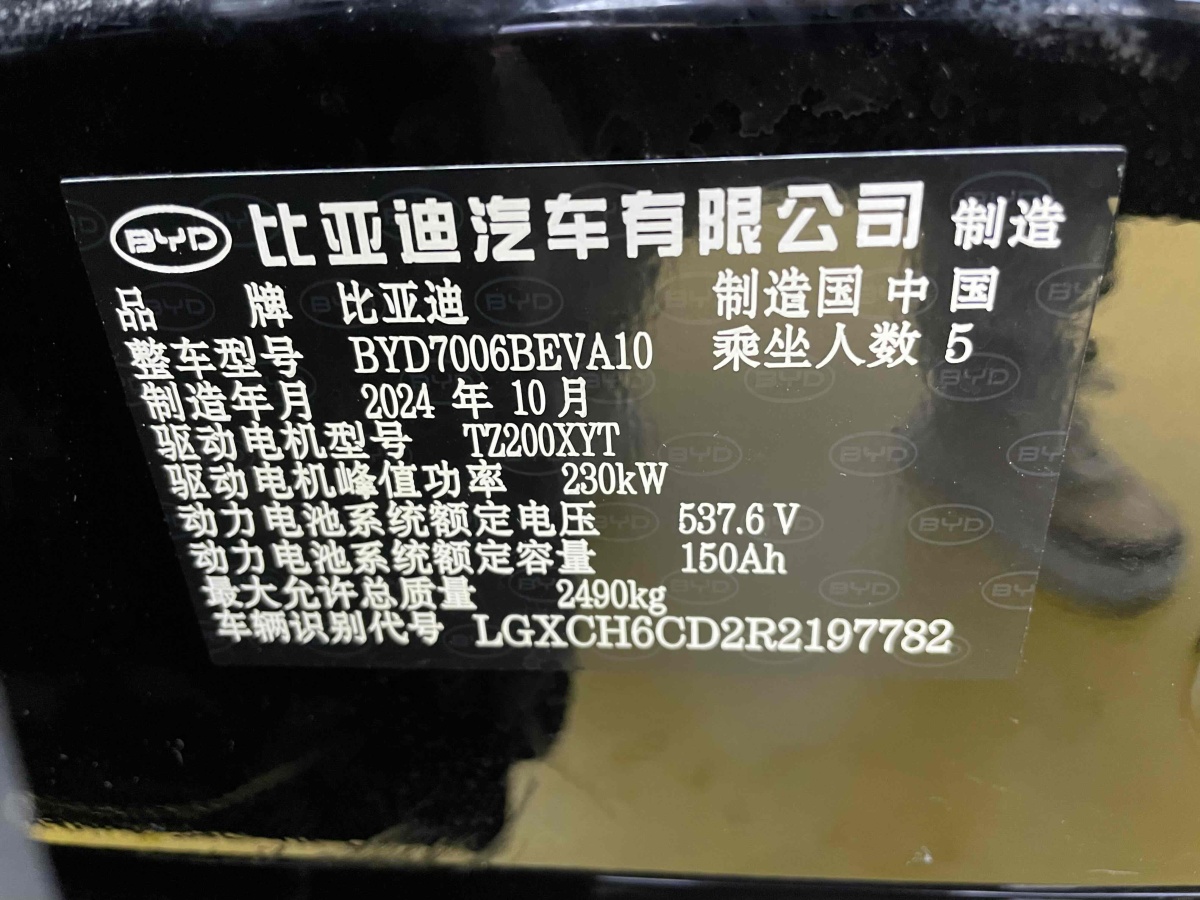 BYD 比亚迪汽车有限公司 制造
品 牌 比亚迪 制造国 中国
整车型号 BYD7006BEVA10 乘坐人数 5
制造年月 2024 年 10 月
驱动电机型号 TZ200XYT
驱动电机峰值功率 230kW
动力电池系统额定电压 537.6 V
动力电池系统额定容量 150Ah
最大允许总质量 2490kg
车辆识别代号 LGXCH6CD2R2197782